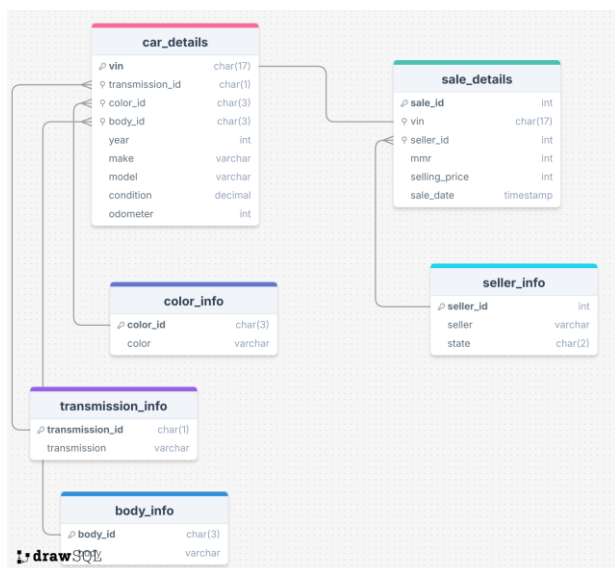 car_details
vin char(17)
transmission_id char(1)
color_id char(3)
body_id char(3)
year int
make varchar
model varchar
condition decimal
odometer int
sale_details
sale_id int
vin char(17)
seller_id int
mmr int
selling_price int
sale_date timestamp
color_info
color_id char(3)
color varchar
seller_info
seller_id int
seller varchar
state char(2)
transmission_info
transmission_id char(1)
transmission varchar
body_info
body_id char(3)
body varchar
drawSQL